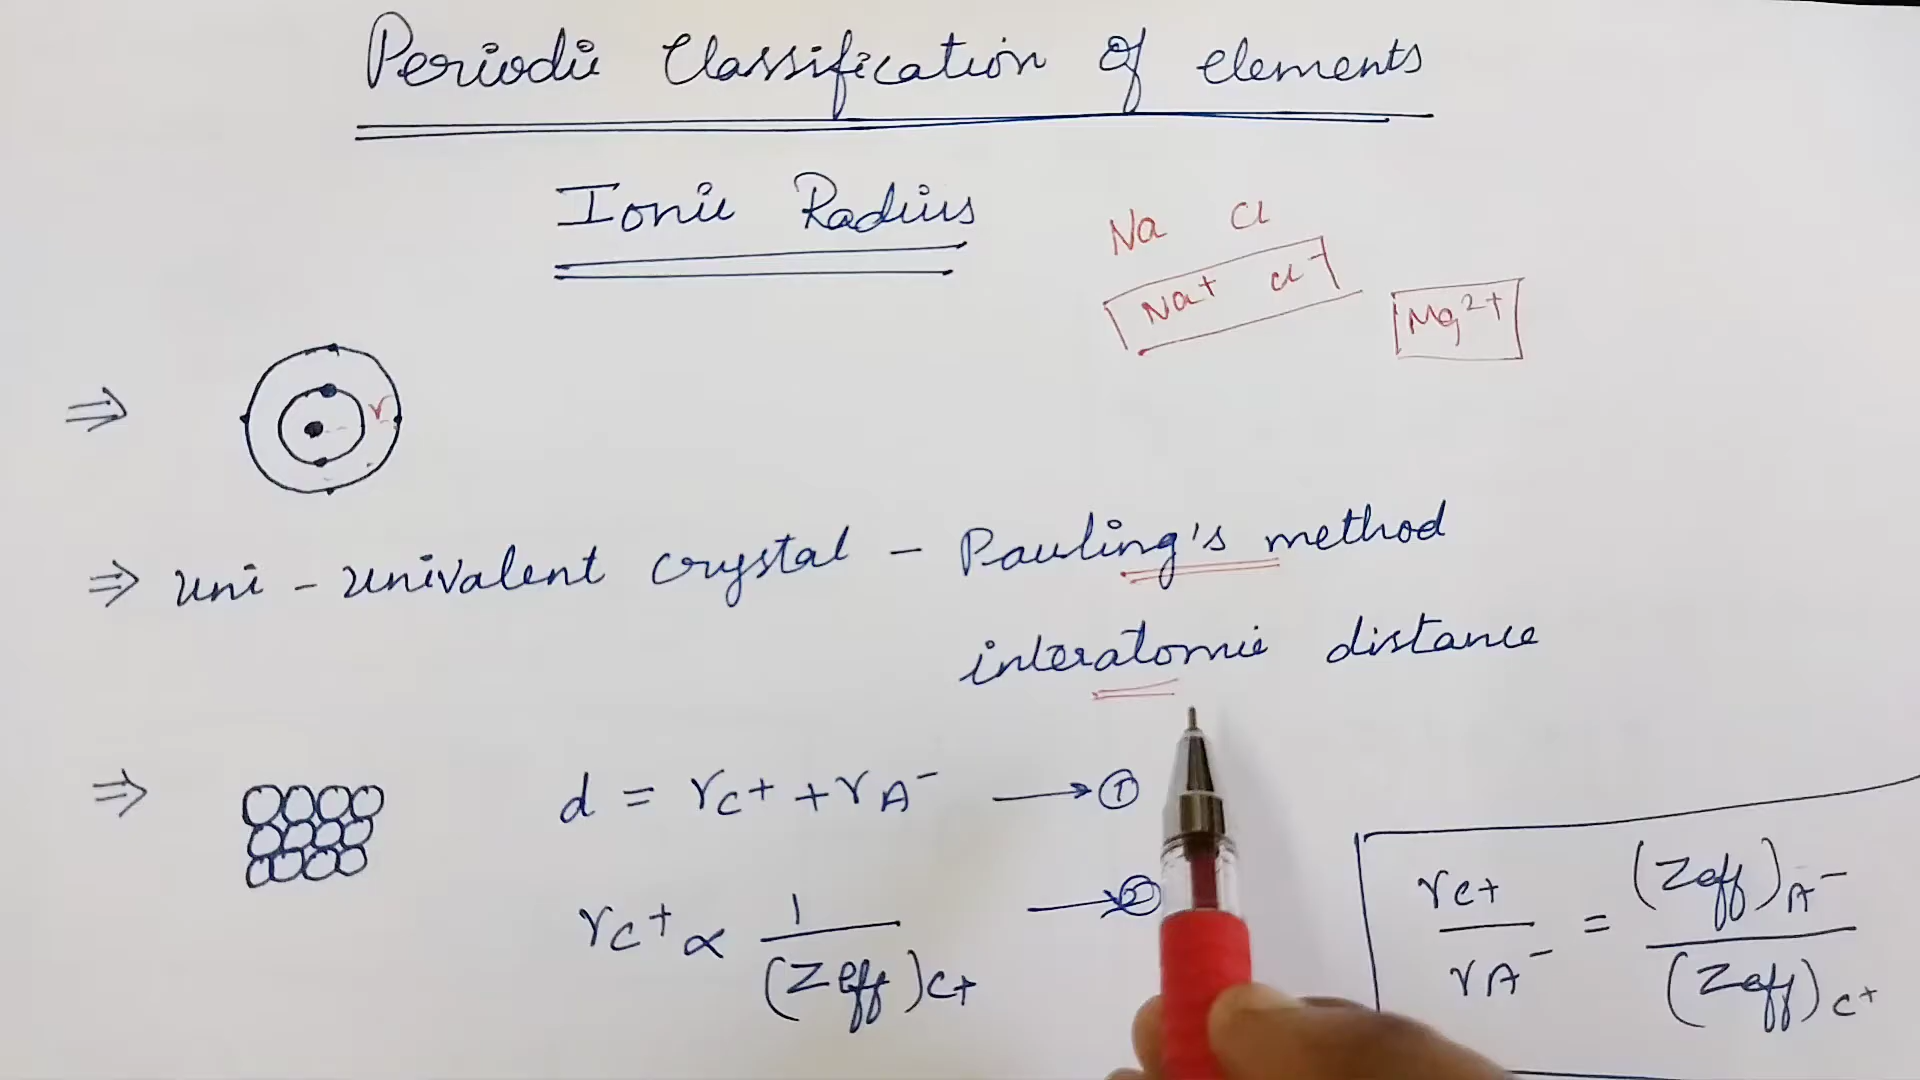 Periodic Classification Of elements
Ionic Radius
Na Cl
Na+ Cl-
Mg2+
r
⇒ uni - univalent crystal - Pauling's method
interatomic distance
⇒ d = rC+ + rA- → ①
rC+ ∝ 1/(Zeff)C+ → ②
rC+/rA- = (Zeff)A-/(Zeff)C+